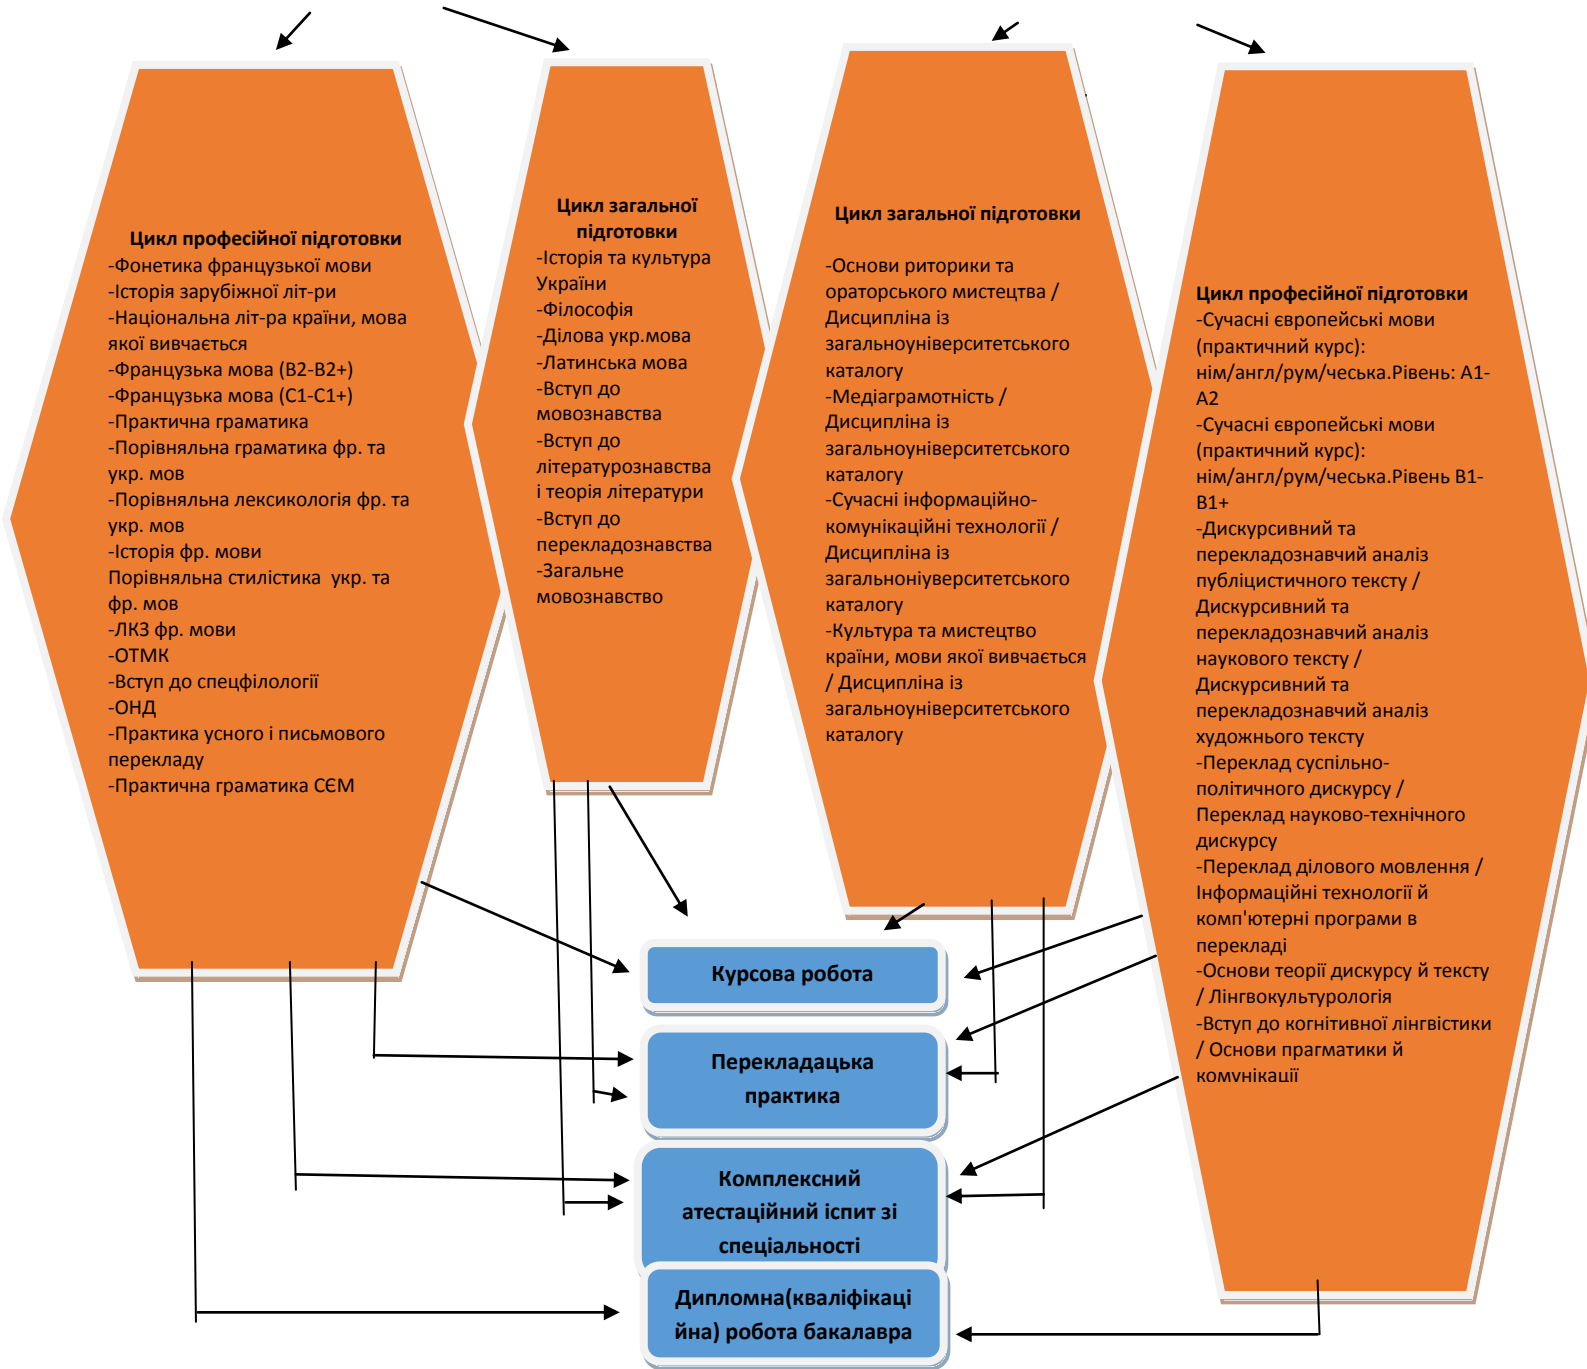 Цикл професійної підготовки
-Фонетика французької мови
-Історія зарубіжної літ-ри
-Національна літ-ра країни, мова
якої вивчається
-Французька мова (В2-В2+)
-Французька мова (С1-С1+)
-Практична граматика
-Порівняльна граматика фр. та
укр. мов
-Порівняльна лексикологія фр. та
укр. мов
-Історія фр. мови
Порівняльна стилістика укр. та
фр. мов
-ЛКЗ фр. мови
-ОТМК
-Вступ до спецфілології
-ОНД
-Практика усного і письмового
перекладу
-Практична граматика СЄМ
Цикл загальної
підготовки
-Історія та культура
України
-Філософія
-Ділова укр.мова
-Латинська мова
-Вступ до
мовознавства
-Вступ до
літературознавства
і теорія літератури
-Вступ до
перекладознавства
-Загальне
мовознавство
Цикл загальної підготовки
-Основи риторики та
ораторського мистецтва /
Дисципліна із
загальноуніверситетського
каталогу
-Медіаграмотність /
Дисципліна із
загальноуніверситетського
каталогу
-Сучасні інформаційно-
комунікаційні технології /
Дисципліна із
загальноніуверситетського
каталогу
-Культура та мистецтво
країни, мови якої вивчається
/ Дисципліна із
загальноуніверситетського
каталогу
Цикл професійної підготовки
-Сучасні європейські мови
(практичний курс):
нім/англ/рум/чеська.Рівень: А1-
А2
-Сучасні європейські мови
(практичний курс):
нім/англ/рум/чеська.Рівень В1-
В1+
-Дискурсивний та
перекладознавчий аналіз
публіцистичного тексту /
Дискурсивний та
перекладознавчий аналіз
наукового тексту /
Дискурсивний та
перекладознавчий аналіз
художнього тексту
-Переклад суспільно-
політичного дискурсу /
Переклад науково-технічного
дискурсу
-Переклад ділового мовлення /
Інформаційні технології й
комп'ютерні програми в
перекладі
-Основи теорії дискурсу й тексту
/ Лінгвокультурологія
-Вступ до когнітивної лінгвістики
/ Основи прагматики й
комунікації
Курсова робота
Перекладацька
практика
Комплексний
атестаційний іспит зі
спеціальності
Дипломна(кваліфікаці
йна) робота бакалавра